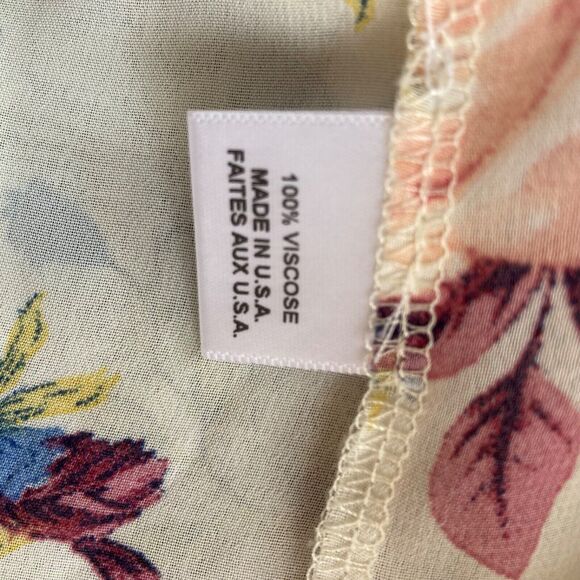 100% VISCOSE
MADE IN U.S.A.
FAITES AUX U.S.A.